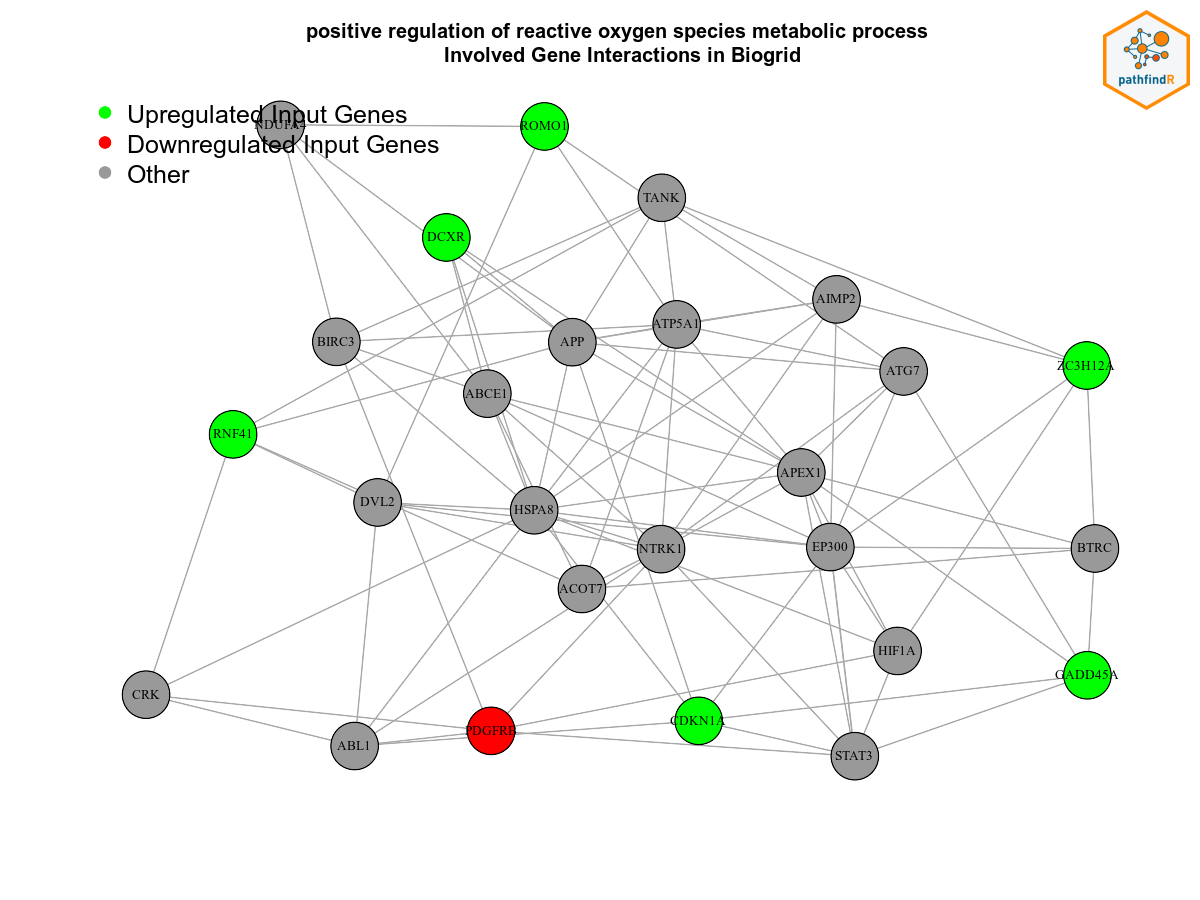 positive regulation of reactive oxygen species metabolic process
Involved Gene Interactions in Biogrid
pathfindR
Upregulated Input Genes
Downregulated Input Genes
Other
NDUFA4
ROMO1
TANK
DCXR
AIMP2
ATP5A1
BIRC3
APP
ZC3H12A
ATG7
ABCE1
RNF41
APEX1
DVL2
HSPA8
NTRK1
EP300
BTRC
ACOT7
HIF1A
GADD45A
CRK
CDKN1A
PDGFRB
ABL1
STAT3